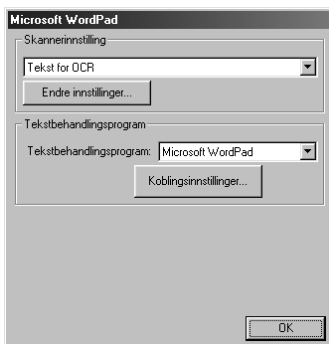 Microsoft WordPad
Skannerinnstilling
Tekst for OCR
Endre innstillinger...
Tekstbehandlingsprogram
Tekstbehandlingsprogram: Microsoft WordPad
Koblingsinnstillinger...
OK